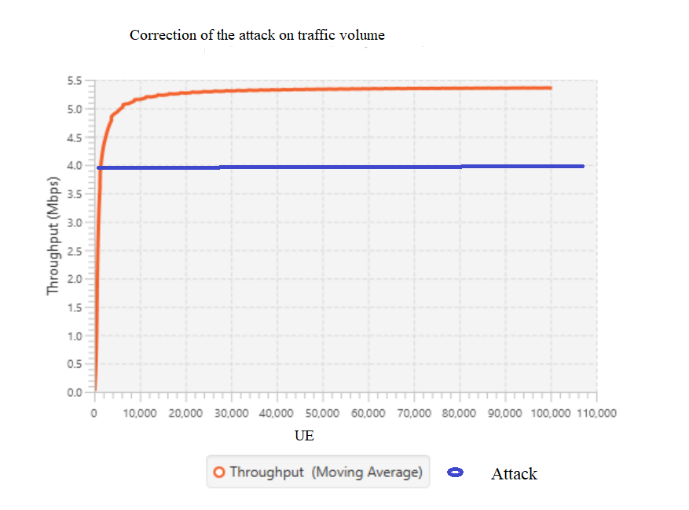 Correction of the attack on traffic volume
5.5
5.0
4.5
4.0
3.5
3.0
2.5
2.0
1.5
1.0
0.5
0.0
Throughput (Mbps)
0 10,000 20,000 30,000 40,000 50,000 60,000 70,000 80,000 90,000 100,000 110,000
UE
Throughput (Moving Average) Attack